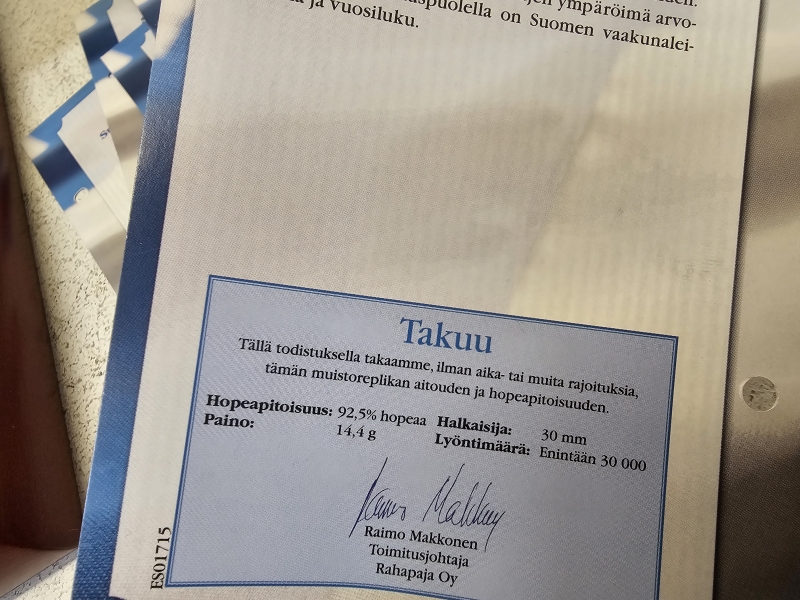 ympäröimä arvo-
ja vuosiluku.
on Suomen vaakunalei-
Takuu
Tällä todistuksella takaamme, ilman aika- tai muita rajoituksia,
tämän muistoreplikan aitouden ja hopeapitoisuuden.
Hopeapitoisuus: 92,5% hopeaa Halkaisija: 30 mm
Paino: 14,4 g Lyöntimäärä: Enintään 30 000
Raimo Makkonen
Toimitusjohtaja
Rahapaja Oy
ES01715